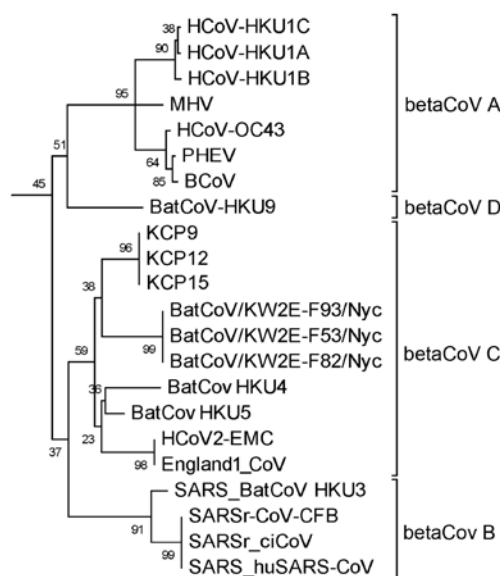 38 HCoV-HKU1C
90 HCoV-HKU1A
HCoV-HKU1B
95 MHV betaCoV A
HCoV-OC43
51 64 PHEV
85 BCoV
45 BatCoV-HKU9 betaCoV D
KCP9
96 KCP12
KCP15
38 BatCoV/KW2E-F93/Nyc
BatCoV/KW2E-F53/Nyc
59 99 BatCoV/KW2E-F82/Nyc betaCoV C
36 BatCov HKU4
BatCov HKU5
23 HCoV2-EMC
37 98 England1_CoV
SARS_BatCoV HKU3
91 SARSr-CoV-CFB betaCov B
SARSr_ciCoV
99 SARS_huSARS-CoV